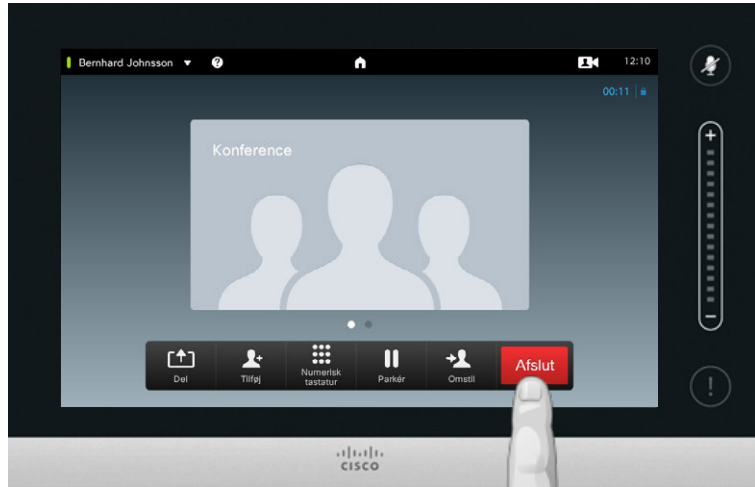 Bernhard Johnsson
?
12:10
00:11
Konference
+
−
Del
Tilføj
Numerisk
tastatur
Parkér
Omstil
Afslut
!
CISCO